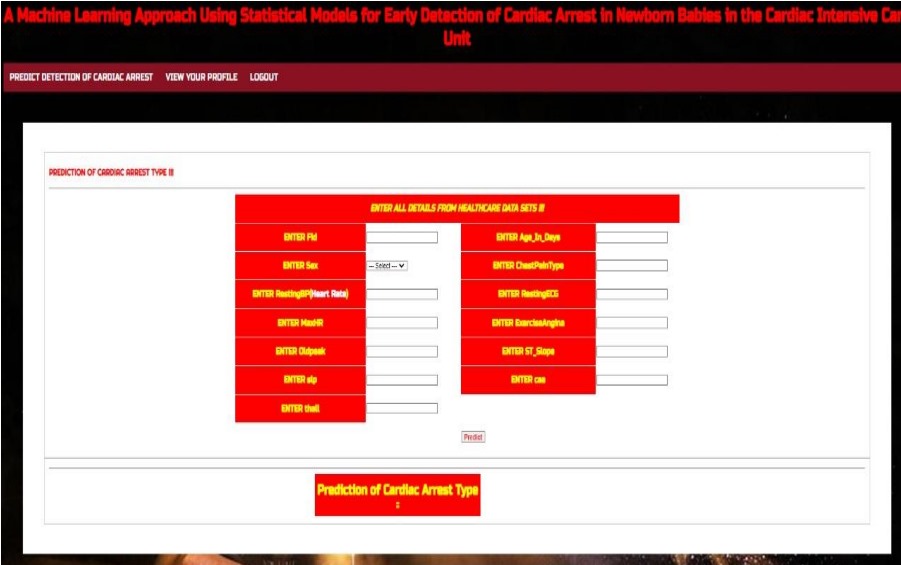 A Machine Learning Approach Using Statistical Models for Early Detection of Cardiac Arrest in Newborn Babies in the Cardiac Intensive Car
Unit
PREDICT DETECTION OF CARDIAC ARREST VIEW YOUR PROFILE LOGOUT
PREDICTION OF CARDIAC ARREST TYPE !!!
ENTER ALL DETAILS FROM HEALTHCARE DATA SETS !!!
ENTER Pid ENTER Age_In_Days
ENTER Sex --- Select --- ENTER ChestPainType
ENTER RestingBP(Heart Rate) ENTER RestingECG
ENTER MaxHR ENTER ExerciseAngina
ENTER Oldpeak ENTER ST_Slope
ENTER slp ENTER caa
ENTER thall
Predict
Prediction of Cardiac Arrest Type
: